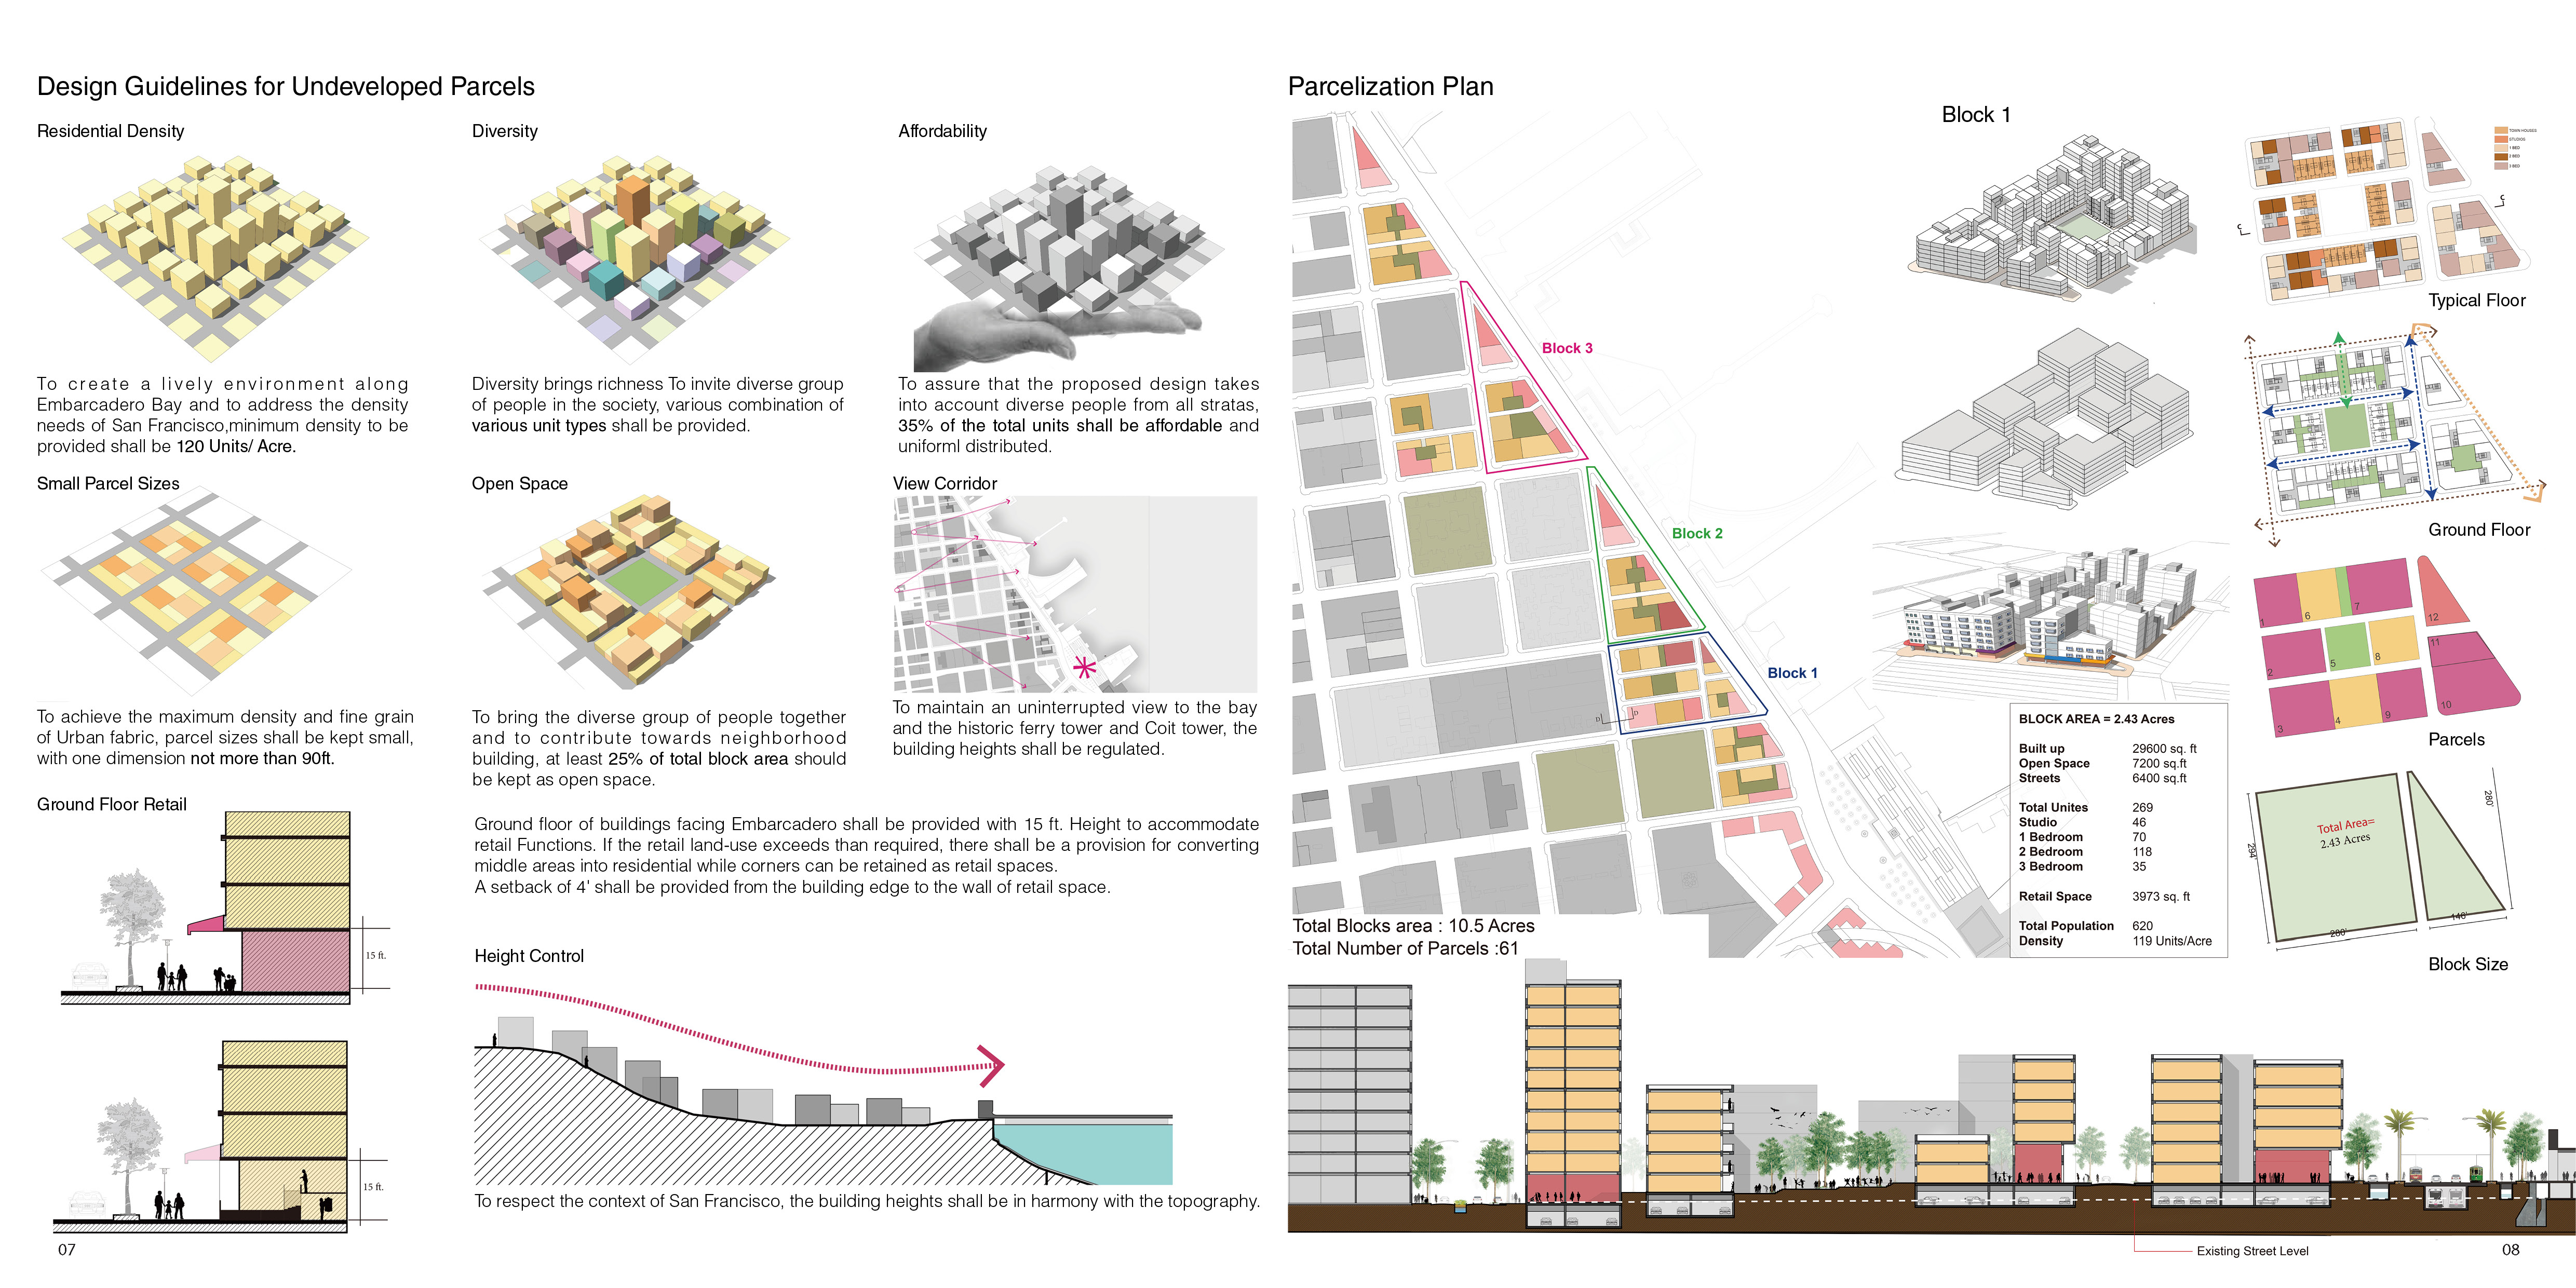 Design Guidelines for Undeveloped Parcels
Residential Density
To create a lively environment along
Embarcadero Bay and to address the density
needs of San Francisco,minimum density to be
provided shall be 120 Units/ Acre.
Diversity
Diversity brings richness To invite diverse group
of people in the society, various combination of
various unit types shall be provided.
Affordability
To assure that the proposed design takes
into account diverse people from all stratas,
35% of the total units shall be affordable and
uniforml distributed.
Small Parcel Sizes
To achieve the maximum density and fine grain
of Urban fabric, parcel sizes shall be kept small,
with one dimension not more than 90ft.
Open Space
To bring the diverse group of people together
and to contribute towards neighborhood
building, at least 25% of total block area should
be kept as open space.
View Corridor
To maintain an uninterrupted view to the bay
and the historic ferry tower and Coit tower, the
building heights shall be regulated.
Ground Floor Retail
15 ft.
15 ft.
Ground floor of buildings facing Embarcadero shall be provided with 15 ft. Height to accommodate
retail Functions. If the retail land-use exceeds than required, there shall be a provision for converting
middle areas into residential while corners can be retained as retail spaces.
A setback of 4' shall be provided from the building edge to the wall of retail space.
Height Control
To respect the context of San Francisco, the building heights shall be in harmony with the topography.
07
Parcelization Plan
Block 3
Block 2
Block 1
D
D
Total Blocks area : 10.5 Acres
Total Number of Parcels :61
Block 1
BLOCK AREA = 2.43 Acres
Built up 29600 sq. ft
Open Space 7200 sq.ft
Streets 6400 sq.ft
Total Unites 269
Studio 46
1 Bedroom 70
2 Bedroom 118
3 Bedroom 35
Retail Space 3973 sq. ft
Total Population 620
Density 119 Units/Acre
TOWN HOUSES
STUDIOS
1 BED
2 BED
3 BED
C
C
Typical Floor
Ground Floor
1
6
7
12
2
5
8
11
3
4
9
10
Parcels
Total Area=
2.43 Acres
294'
280'
280'
146'
Block Size
Existing Street Level
08